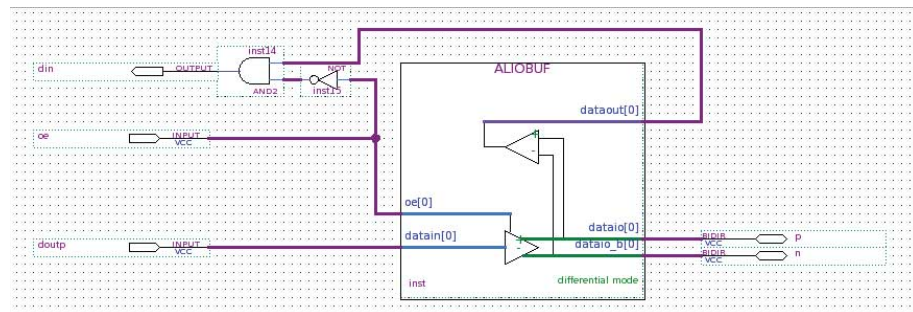 inst14
ALIOBUF
din
OUTPUT
NOT
AND2
inst15
dataout[0]
+
-
oe
INPUT
VCC
oe[0]
dataio[0]
doutp
INPUT
VCC
datain[0]
+
-
dataio_b[0]
BIDIR
VCC
p
BIDIR
VCC
n
inst
differential mode